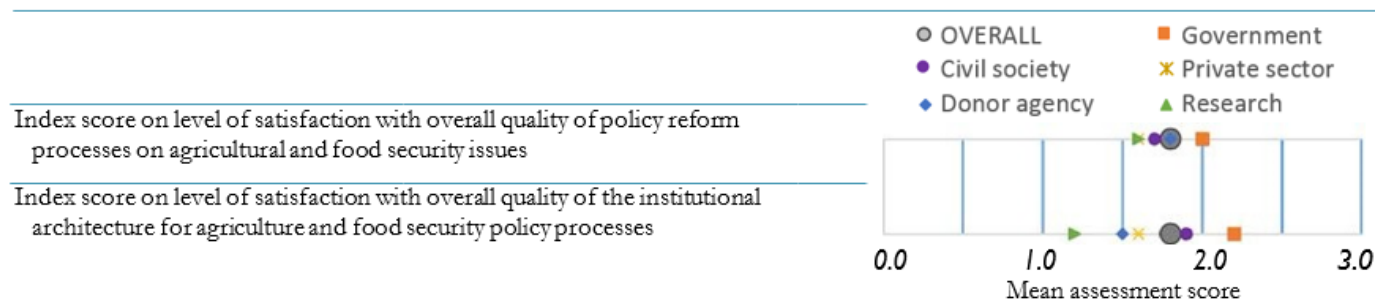 OVERALL Government
Civil society Private sector
Donor agency Research
Index score on level of satisfaction with overall quality of policy reform
processes on agricultural and food security issues
Index score on level of satisfaction with overall quality of the institutional
architecture for agriculture and food security policy processes
0.0 1.0 2.0 3.0
Mean assessment score